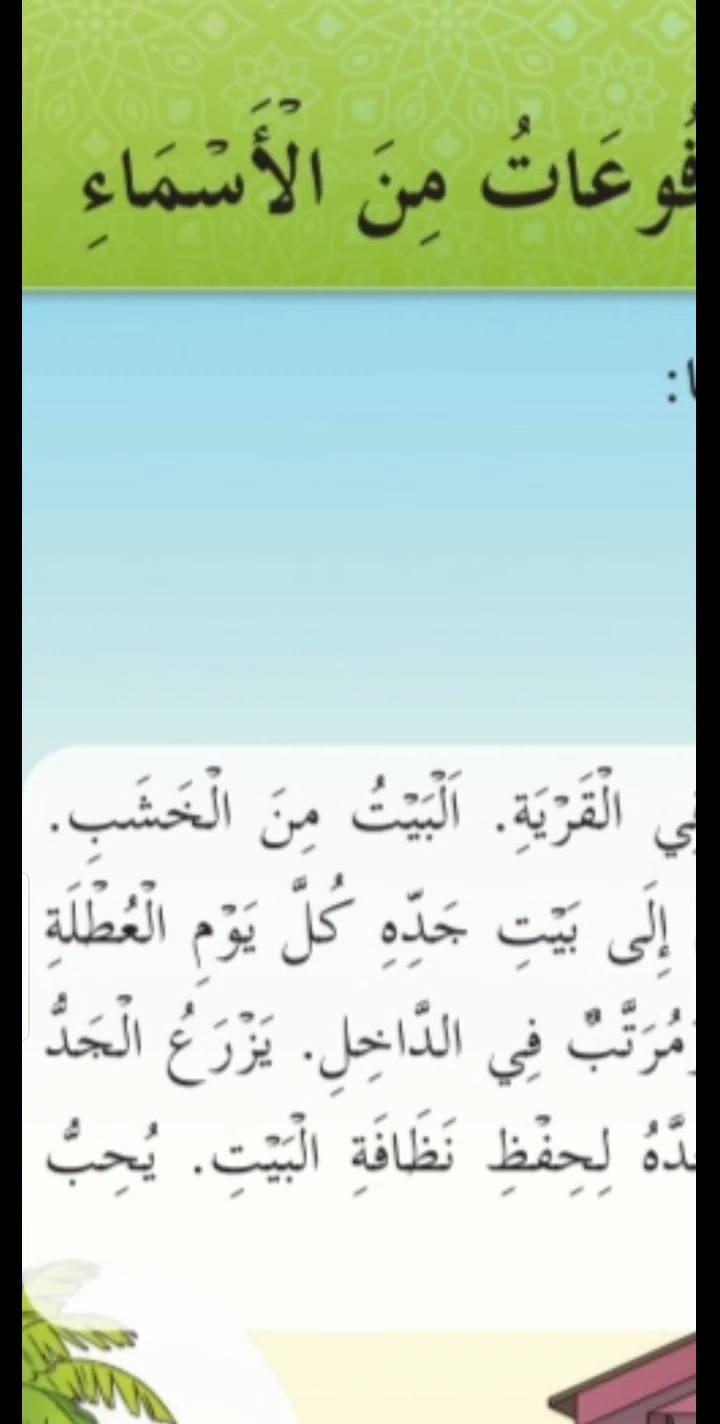 مِنَ الْأَسْمَاءِ
الْقَرْيَةِ. اَلْبَيْتُ مِنَ الْخَشَبِ.
إِلَى بَيْتِ جَدِّهِ كُلَّ يَوْمِ الْعُطْلَةِ
وَمُرَتَّبٌ فِي الدَّاخِلِ. يَزْرَعُ الْجَدُّ
لِحِفْظِ نَظَافَةِ الْبَيْتِ. يُحِبُّ